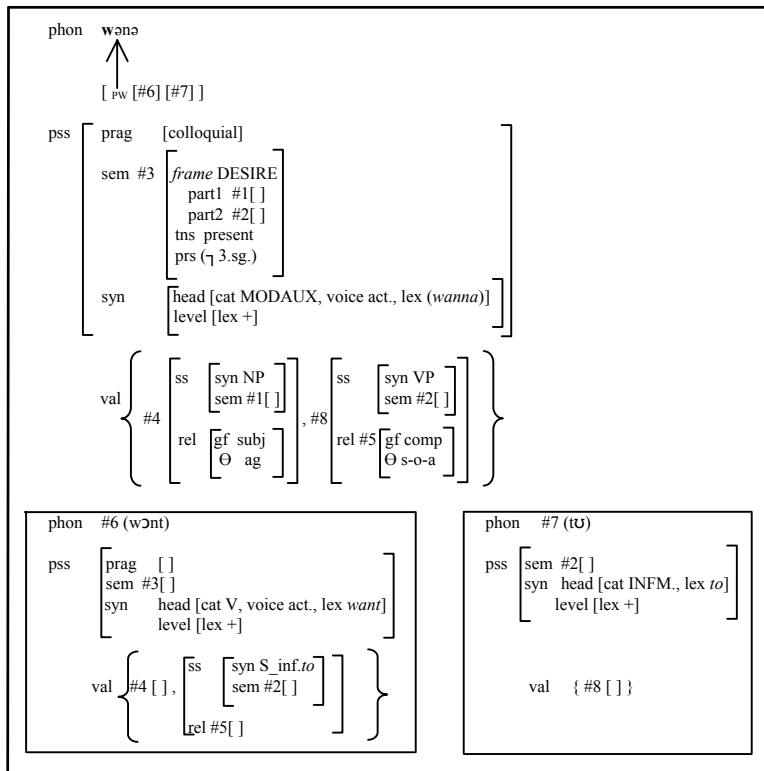 phon wənə
[ PW [#6] [#7] ]
pss prag [colloquial]
sem #3 frame DESIRE
part1 #1[ ]
part2 #2[ ]
tns present
prs (┐3.sg.)
syn head [cat MODAUX, voice act., lex (wanna)]
level [lex +]
val { #4 ss syn NP
sem #1[ ]
rel gf subj
Θ ag
, #8 ss syn VP
sem #2[ ]
rel #5 gf comp
Θ s-o-a }
phon #6 (wɔnt)
pss prag [ ]
sem #3[ ]
syn head [cat V, voice act., lex want]
level [lex +]
val { #4 [ ] , ss syn S_inf.to
sem #2[ ]
rel #5[ ] }
phon #7 (tʊ)
pss sem #2[ ]
syn head [cat INFM., lex to]
level [lex +]
val { #8 [ ] }